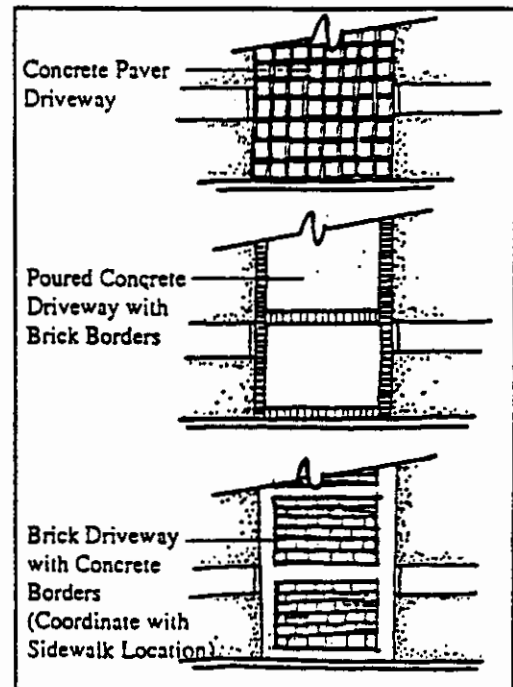 Concrete Paver
Driveway
Poured Concrete
Driveway with
Brick Borders
Brick Driveway
with Concrete
Borders
(Coordinate with
Sidewalk Location)